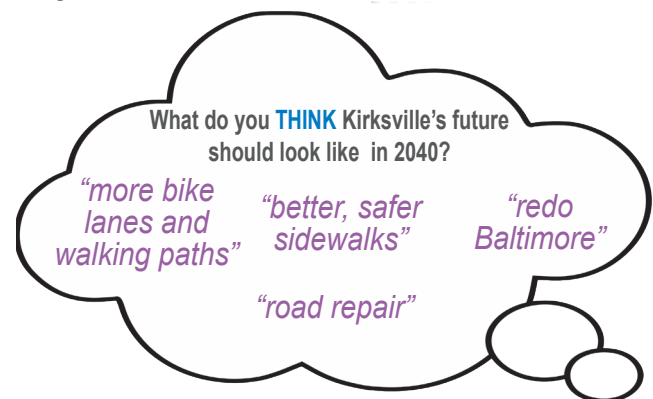 What do you THINK Kirksville's future
should look like in 2040?
“more bike
lanes and
walking paths”
“better, safer
sidewalks”
“redo
Baltimore”
“road repair”